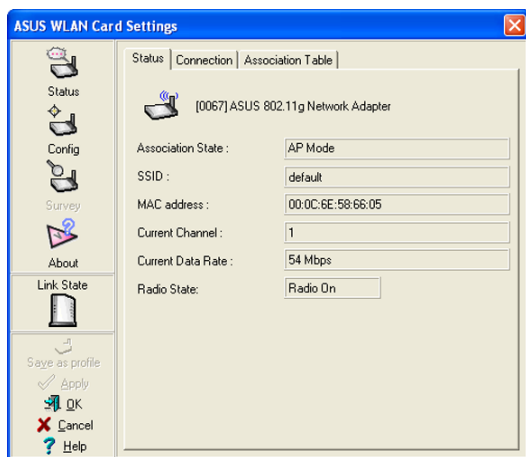 ASUS WLAN Card Settings
Status
Config
Survey
About
Link State
Save as profile
Apply
OK
Cancel
Help
Status Connection Association Table
[0067] ASUS 802.11g Network Adapter
Association State : AP Mode
SSID : default
MAC address : 00:0C:6E:58:66:05
Current Channel : 1
Current Data Rate : 54 Mbps
Radio State: Radio On